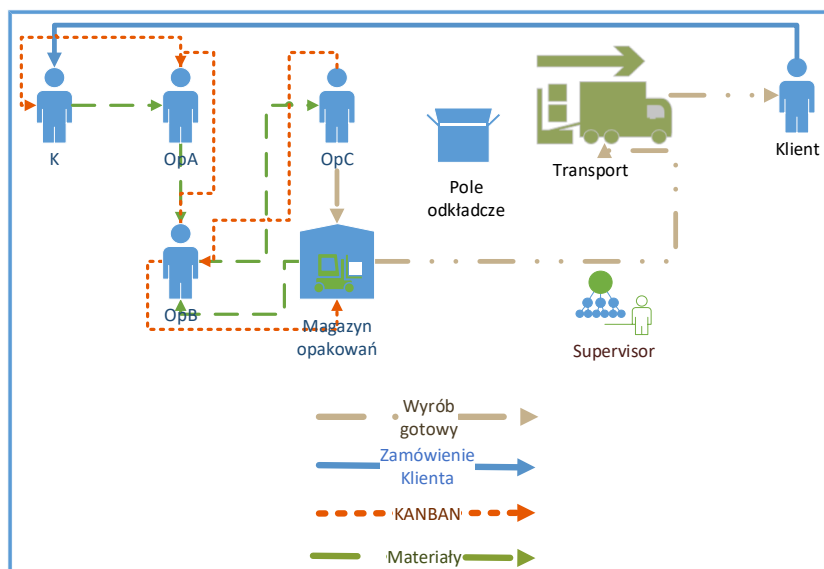 K
OpA
OpC
Pole
odkładcze
Transport
Klient
OpB
Magazyn
opakowań
Supervisor
Wyrób
gotowy
Zamówienie
Klienta
KANBAN
Materiały